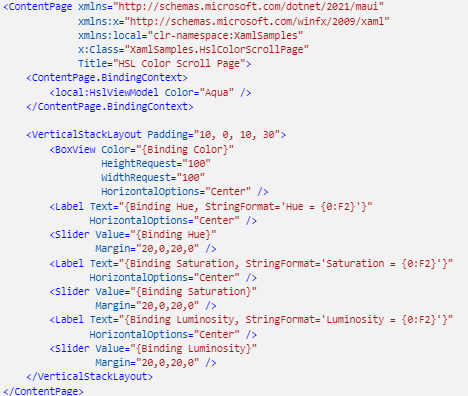 <ContentPage xmlns="http://schemas.microsoft.com/dotnet/2021/maui"
             xmlns:x="http://schemas.microsoft.com/winfx/2009/xaml"
             xmlns:local="clr-namespace:XamlSamples"
             x:Class="XamlSamples.HslColorScrollPage"
             Title="HSL Color Scroll Page">
    <ContentPage.BindingContext>
        <local:HslViewModel Color="Aqua" />
    </ContentPage.BindingContext>

    <VerticalStackLayout Padding="10, 0, 10, 30">
        <BoxView Color="{Binding Color}"
                 HeightRequest="100"
                 WidthRequest="100"
                 HorizontalOptions="Center" />
        <Label Text="{Binding Hue, StringFormat='Hue = {0:F2}'}"
               HorizontalOptions="Center" />
        <Slider Value="{Binding Hue}"
                Margin="20,0,20,0" />
        <Label Text="{Binding Saturation, StringFormat='Saturation = {0:F2}'}"
               HorizontalOptions="Center" />
        <Slider Value="{Binding Saturation}"
                Margin="20,0,20,0" />
        <Label Text="{Binding Luminosity, StringFormat='Luminosity = {0:F2}'}"
               HorizontalOptions="Center" />
        <Slider Value="{Binding Luminosity}"
                Margin="20,0,20,0" />
    </VerticalStackLayout>
</ContentPage>